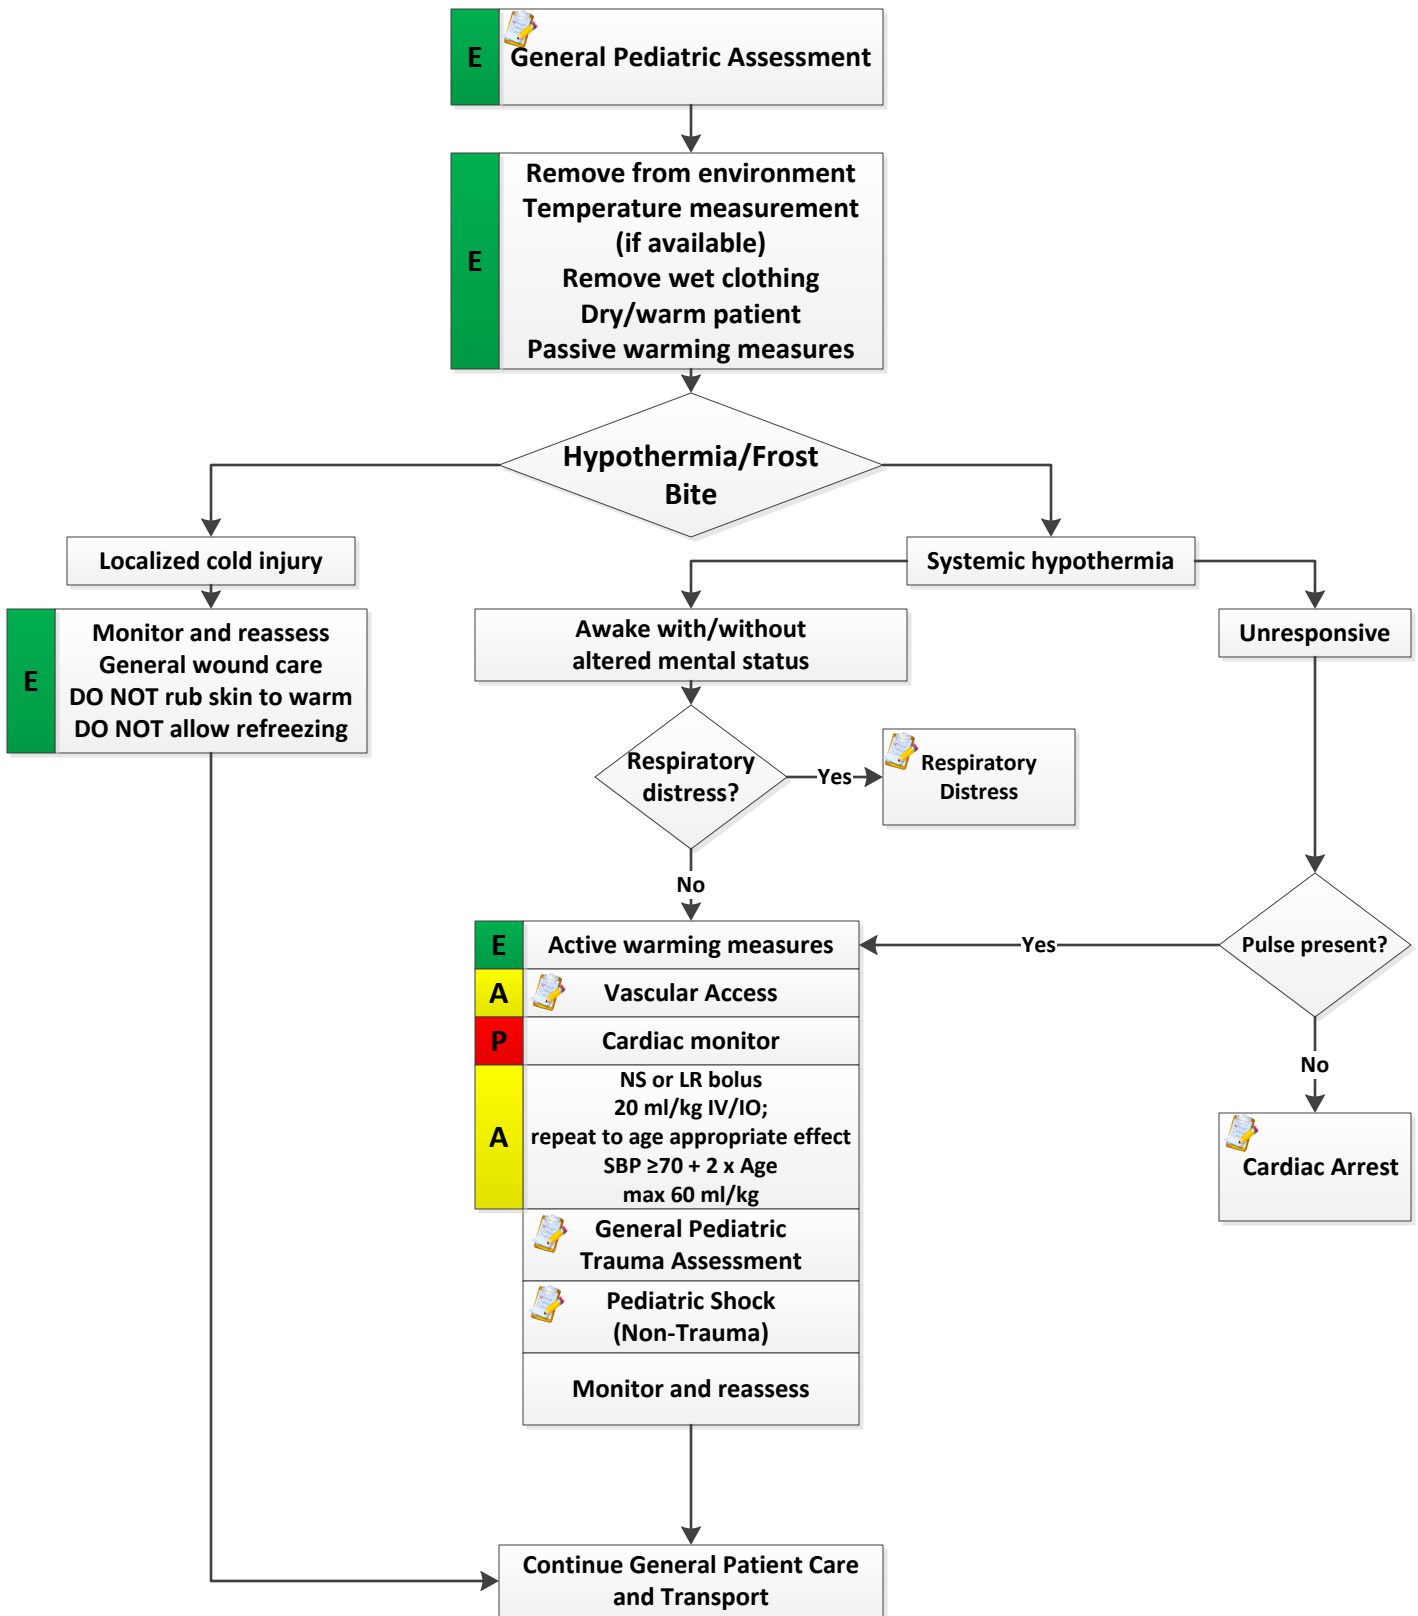 E
General Pediatric Assessment
E
Remove from environment
Temperature measurement
(if available)
Remove wet clothing
Dry/warm patient
Passive warming measures
Hypothermia/Frost
Bite
Localized cold injury
Systemic hypothermia
E
Monitor and reassess
General wound care
DO NOT rub skin to warm
DO NOT allow refreezing
Awake with/without
altered mental status
Unresponsive
Respiratory
distress?
Yes
Respiratory
Distress
No
E
Active warming measures
Yes
Pulse present?
A
Vascular Access
P
Cardiac monitor
No
A
NS or LR bolus
20 ml/kg IV/IO;
repeat to age appropriate effect
SBP ≥70 + 2 x Age
max 60 ml/kg
Cardiac Arrest
General Pediatric
Trauma Assessment
Pediatric Shock
(Non-Trauma)
Monitor and reassess
Continue General Patient Care
and Transport